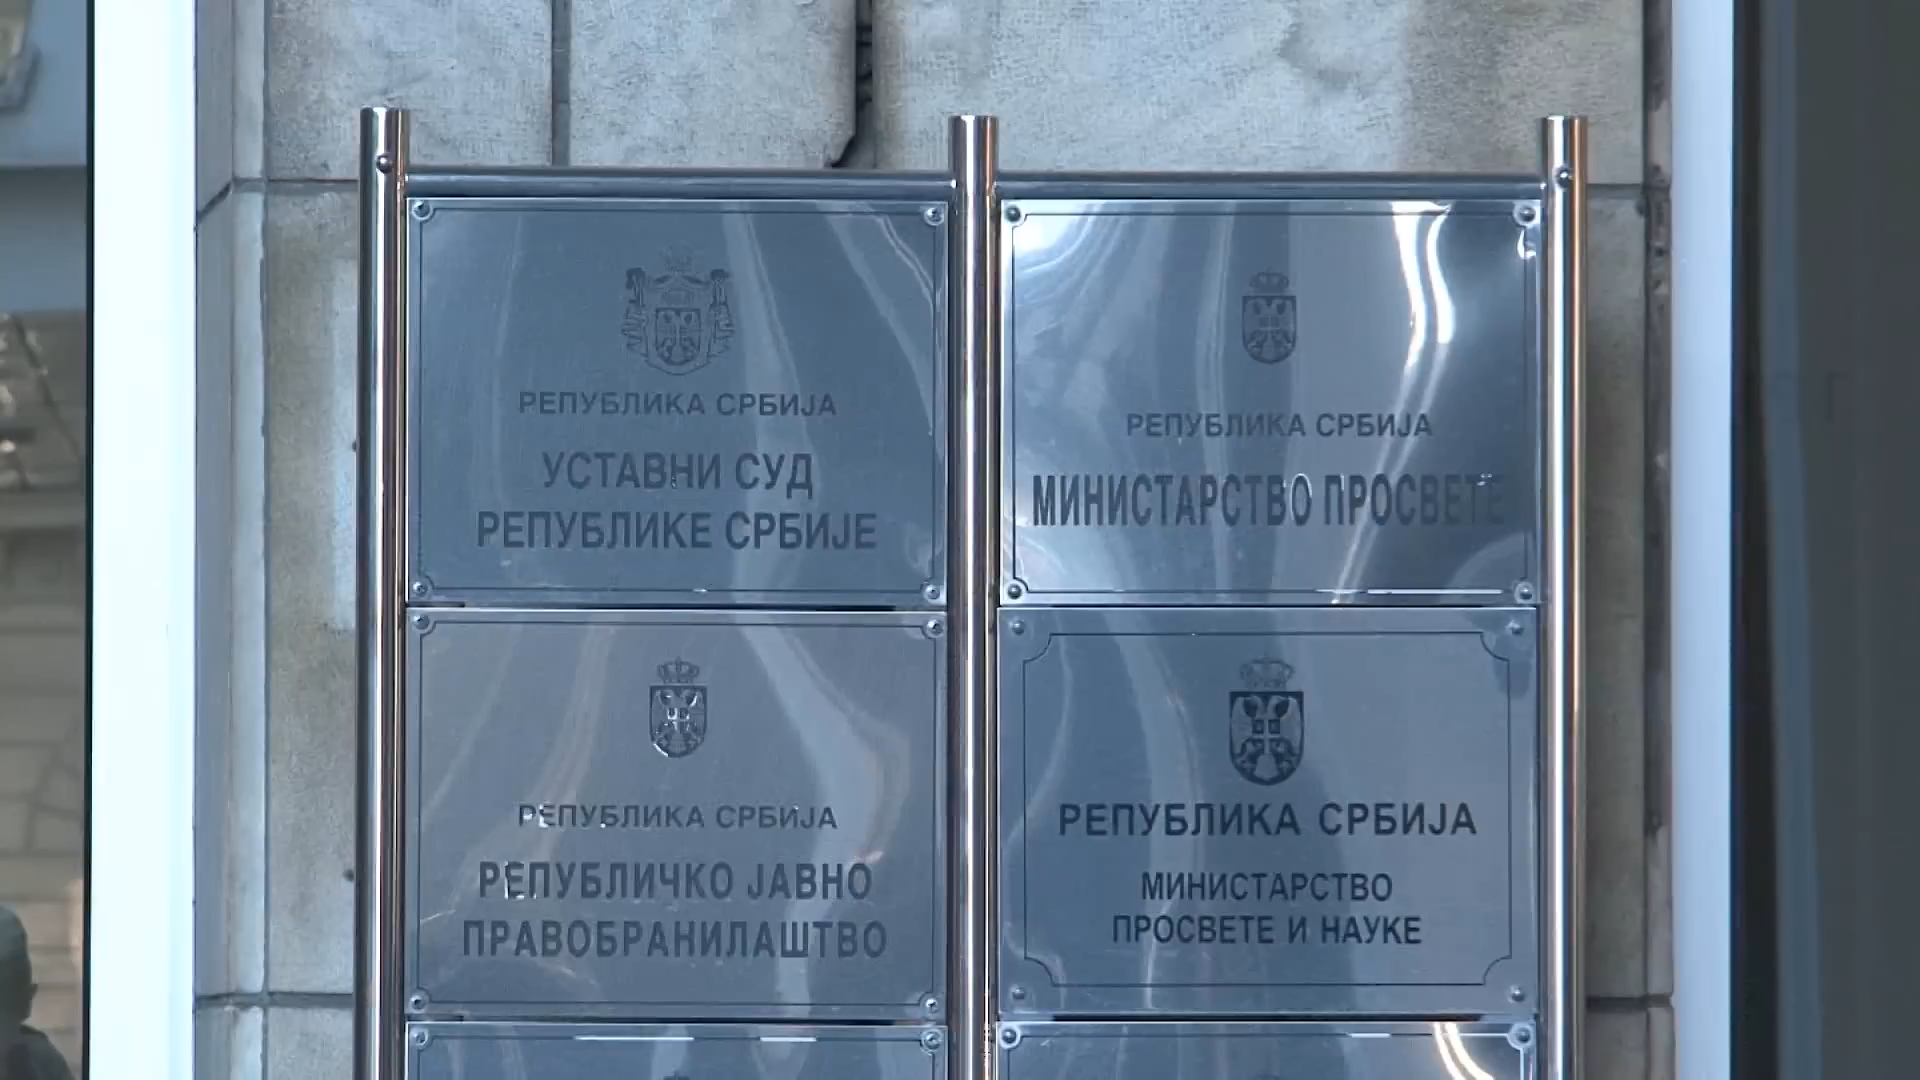 РЕПУБЛИКА СРБИЈА
УСТАВНИ СУД
РЕПУБЛИКЕ СРБИЈЕ
РЕПУБЛИКА СРБИЈА
МИНИСТАРСТВО ПРОСВЕТЕ
РЕПУБЛИКА СРБИЈА
РЕПУБЛИЧКО ЈАВНО
ПРАВОБРАНИЛАШТВО
РЕПУБЛИКА СРБИЈА
МИНИСТАРСТВО
ПРОСВЕТЕ И НАУКЕ